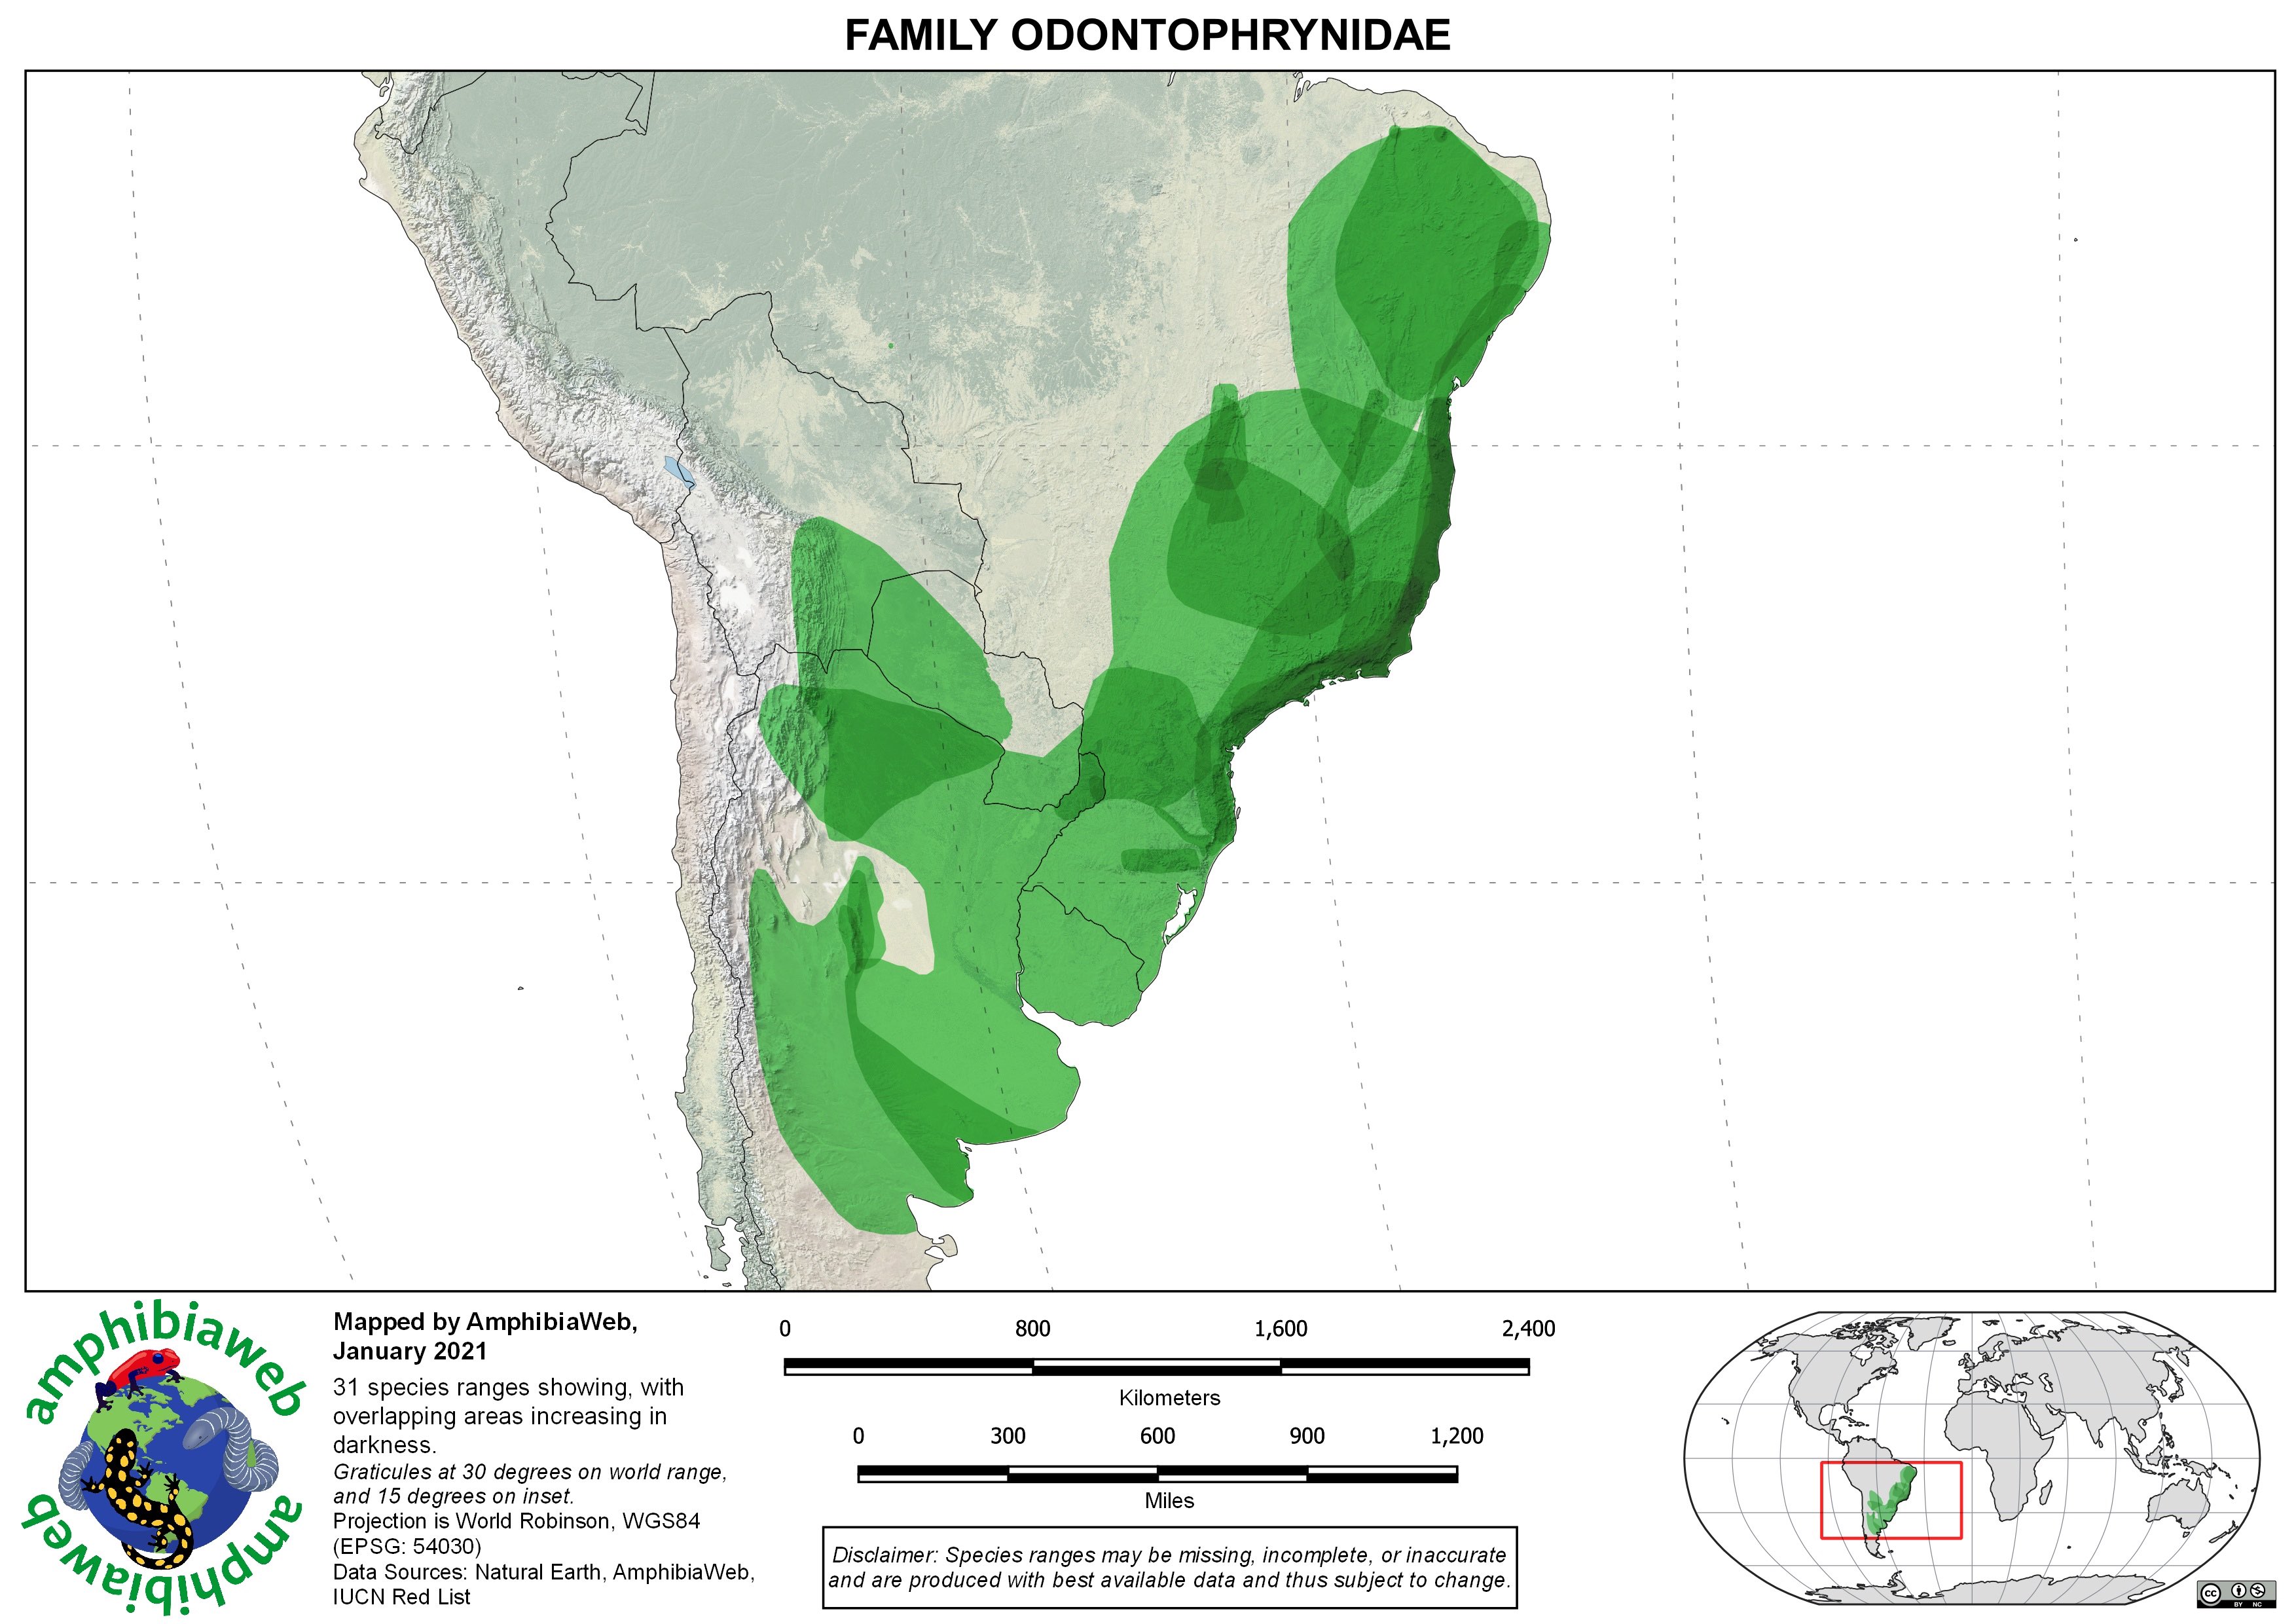 FAMILY ODONTOPHRYNIDAE
amphibiaweb
amphibiaweb
Mapped by AmphibiaWeb,
January 2021
31 species ranges showing, with
overlapping areas increasing in
darkness.
Graticules at 30 degrees on world range,
and 15 degrees on inset.
Projection is World Robinson, WGS84
(EPSG: 54030)
Data Sources: Natural Earth, AmphibiaWeb,
IUCN Red List
0 800 1,600 2,400
Kilometers
0 300 600 900 1,200
Miles
Disclaimer: Species ranges may be missing, incomplete, or inaccurate
and are produced with best available data and thus subject to change.
cc
BY NC